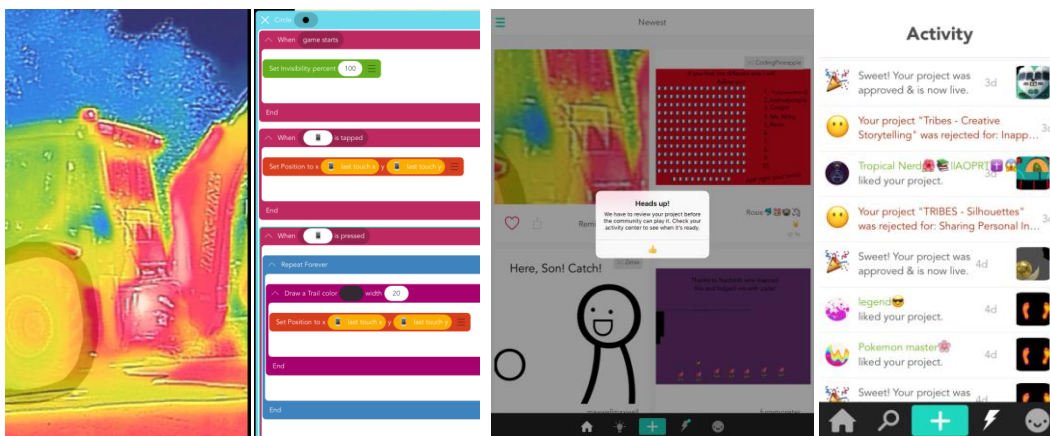 Circle
When game starts
Set Invisibility percent 100
End
When is tapped
Set Position to x last touch x y last touch y
End
When is pressed
Repeat Forever
Draw a Trail color width 20
Set Position to x last touch x y last touch y
End
End
Newest
CodingPineapple
Heads up!
We have to review your project before
the community can play it. Check your
activity center to see when it's ready.
👍
Remi
Rosie
Here, Son! Catch!
maxwellmaxwell
Activity
Sweet! Your project was
approved & is now live. 3d
Your project "Tribes - Creative
Storytelling" was rejected for: Inapp...
Tropical Nerd🌺📚||AOPRT✝️😱
liked your project. 3d
Your project "TRIBES - Silhouettes"
was rejected for: Sharing Personal In...
Sweet! Your project was
approved & is now live. 4d
legend😎
liked your project. 4d
Pokemon master🌸
liked your project. 4d
Sweet! Your project was